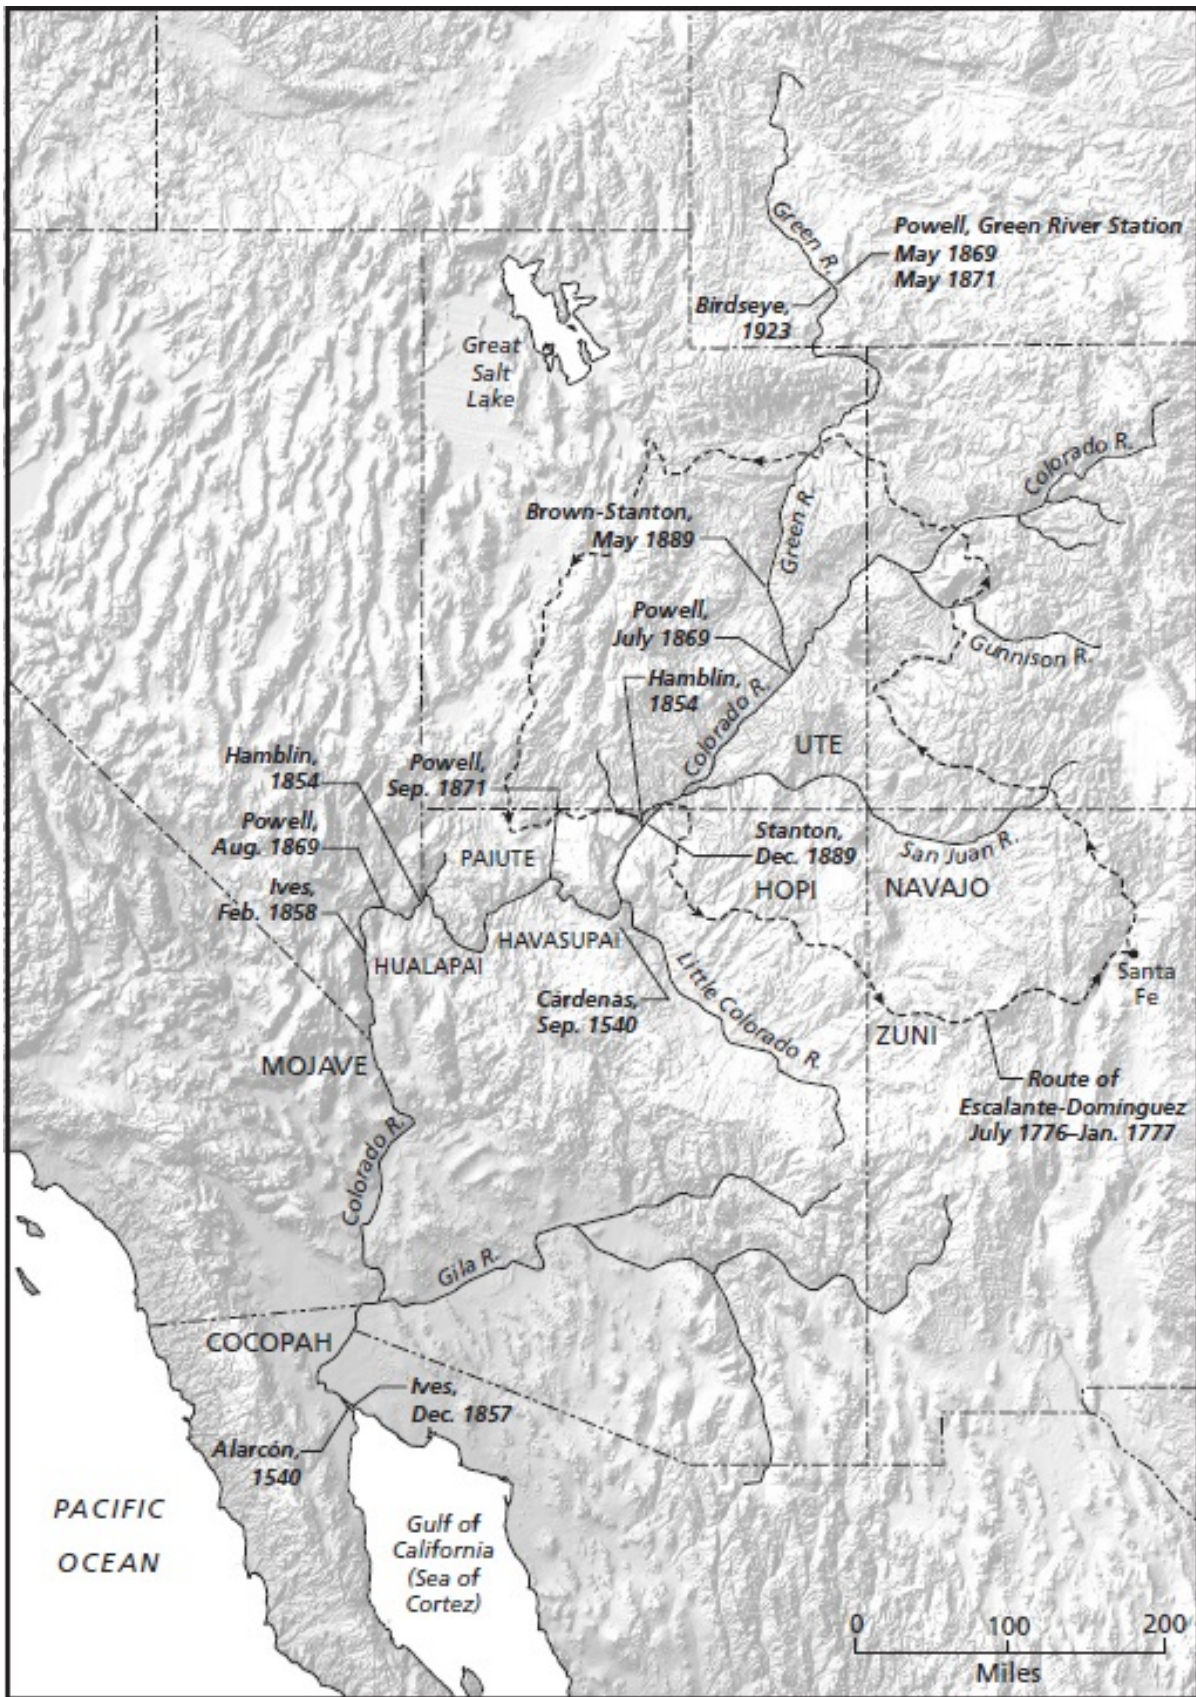 Green R.
Powell, Green River Station
May 1869
May 1871
Birdseye,
1923
Great
Salt
Lake
Colorado R.
Brown-Stanton,
May 1889
Green R.
Powell,
July 1869
Gunnison R.
Hamblin,
1854
Colorado R.
UTE
Hamblin,
1854
Powell,
Sep. 1871
Powell,
Aug. 1869
PAIUTE
Stanton,
Dec. 1889
San Juan R.
HOPI
NAVAJO
Ives,
Feb. 1858
HAVASUPAI
HUALAPAI
Santa
Fe
Cárdenas,
Sep. 1540
Little Colorado R.
ZUNI
MOJAVE
Route of
Escalante-Domínguez
July 1776–Jan. 1777
Colorado R.
Gila R.
COCOPAH
Ives,
Dec. 1857
Alarcón,
1540
PACIFIC
OCEAN
Gulf of
California
(Sea of
Cortez)
0 100 200
Miles